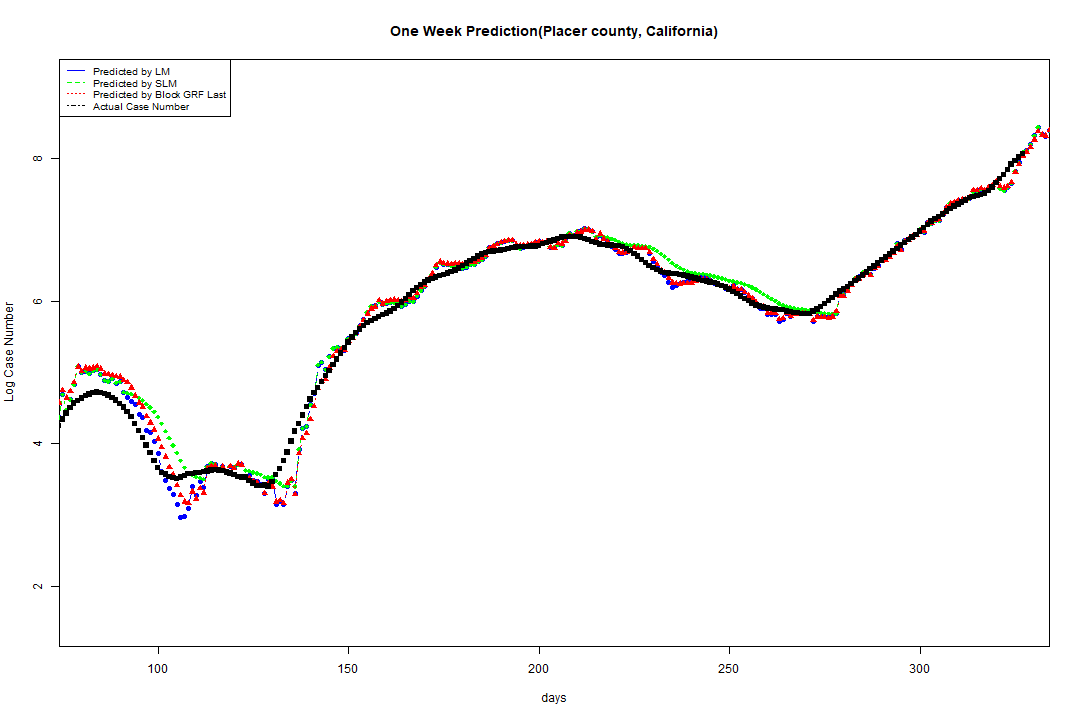 One Week Prediction(Placer county, California)
Predicted by LM
Predicted by SLM
Predicted by Block GRF Last
Actual Case Number
8
6
4
2
Log Case Number
100 150 200 250 300
days